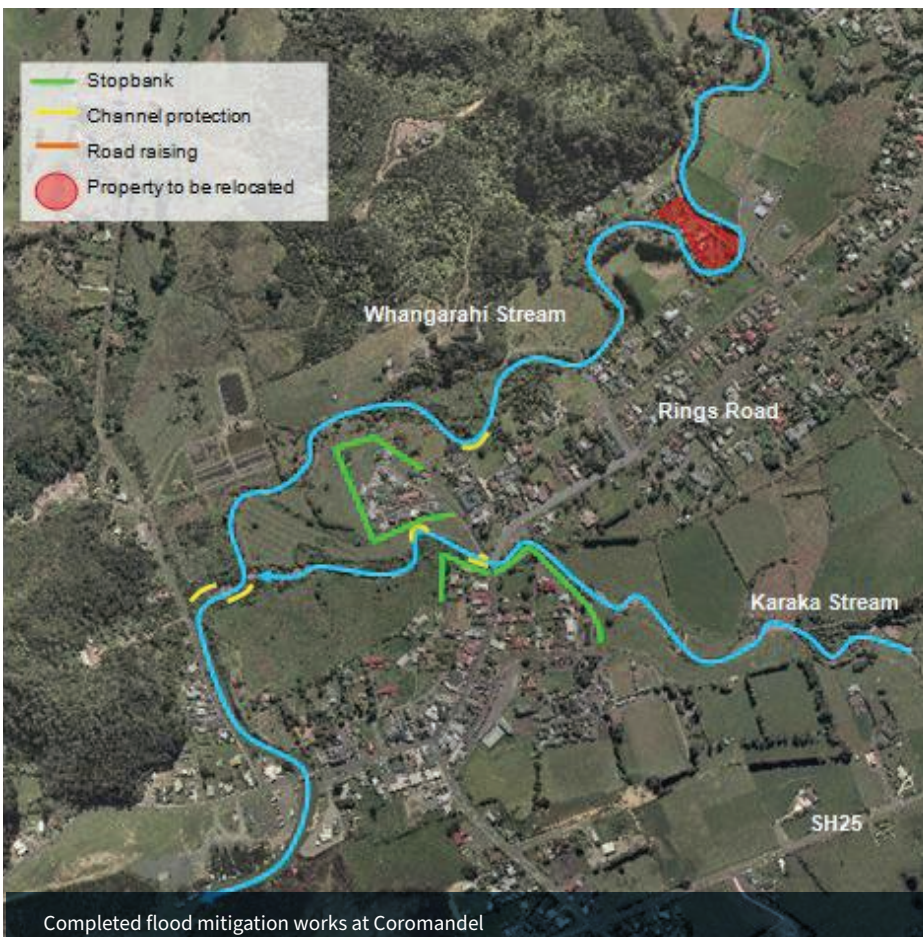 Stopbank
Channel protection
Road raising
Property to be relocated
Whangarahi Stream
Rings Road
Karaka Stream
SH25
Completed flood mitigation works at Coromandel